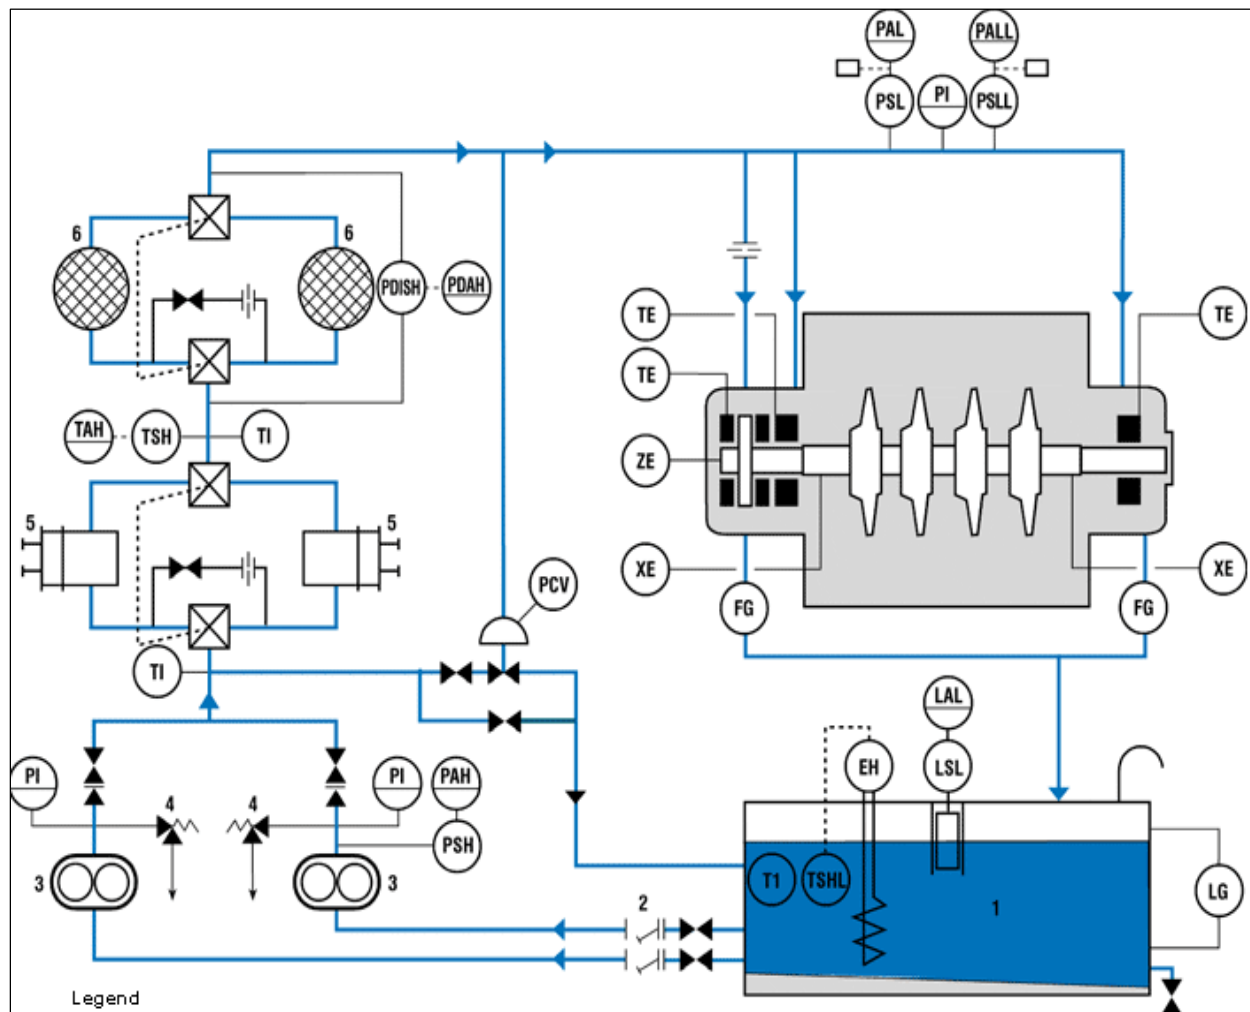 PAL
PALL
PSL
PI
PSLL
6
6
PDISH
PDAH
TE
TE
TE
TAH
TSH
TI
ZE
5
5
PCV
XE
XE
FG
FG
TI
LAL
PI
4
4
PI
PAH
EH
LSL
PSH
3
3
T1
TSHL
2
1
LG
Legend